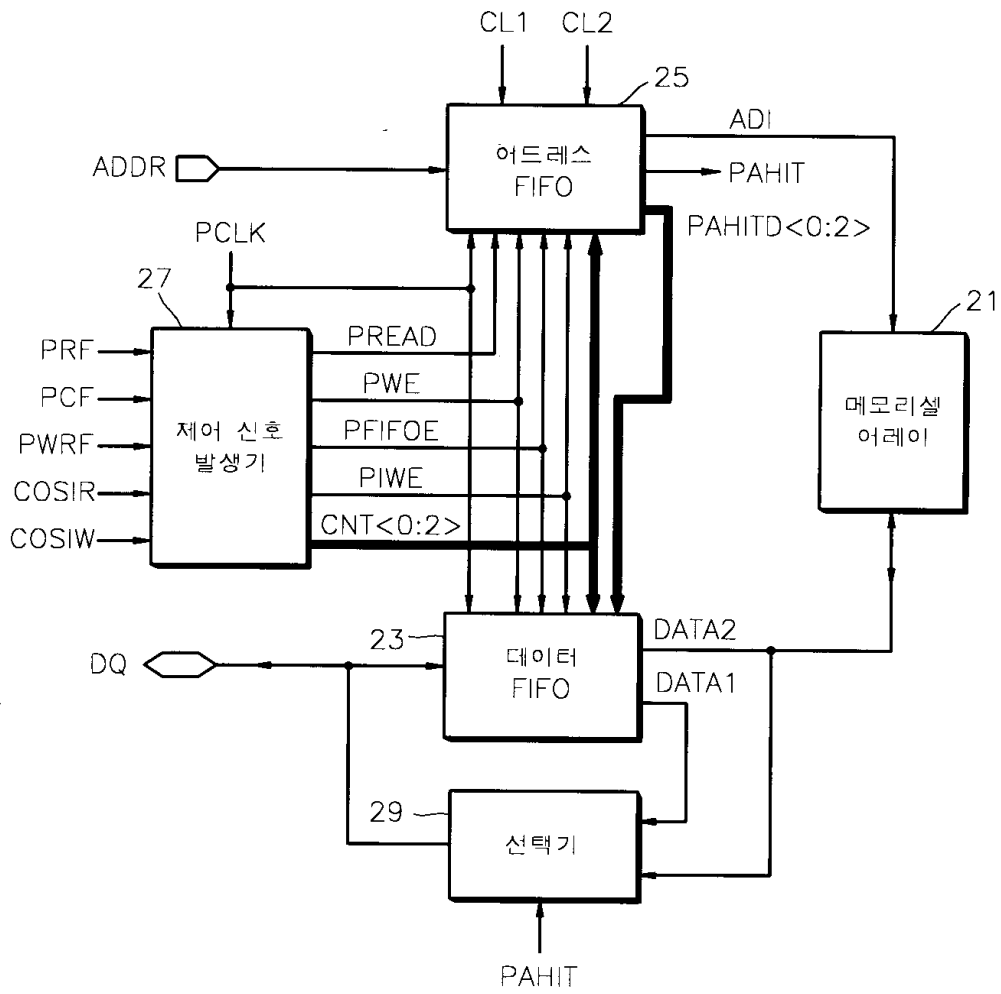 CL1
CL2
25
어드레스
FIFO
ADI
ADDR
PAHIT
PAHITD<0:2>
PCLK
27
21
PRF
PCF
PWRF
COSIR
COSIW
제어 신호
발생기
PREAD
PWE
PFIFOE
PIWE
CNT<0:2>
메모리셀
어레이
23
데이터
FIFO
DATA2
DATA1
DQ
29
선택기
PAHIT